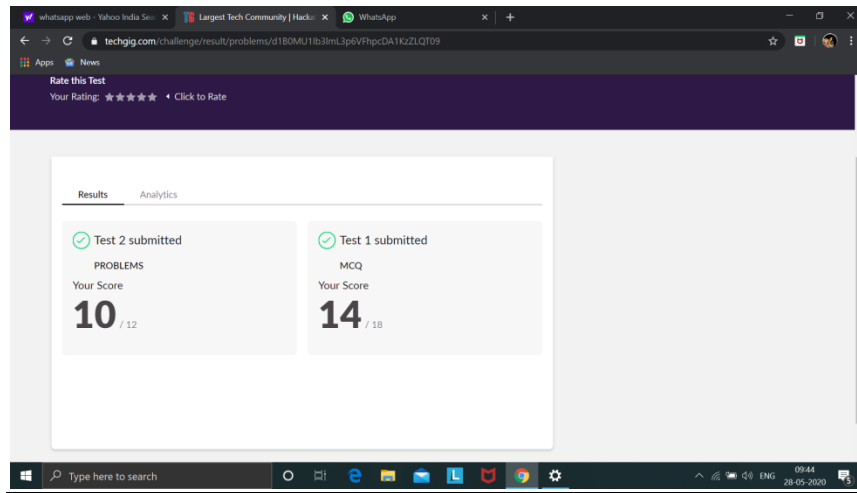 whatsapp web - Yahoo India Sea
Largest Tech Community | Hacka
WhatsApp
techgig.com/challenge/result/problems/d1B0MU1Ib3lmL3p6VFhpcDA1KzZLQT09
Apps
News
Rate this Test
Your Rating: Click to Rate
Results Analytics
Test 2 submitted
PROBLEMS
Your Score
10 / 12
Test 1 submitted
MCQ
Your Score
14 / 18
Type here to search
ENG
09:44
28-05-2020